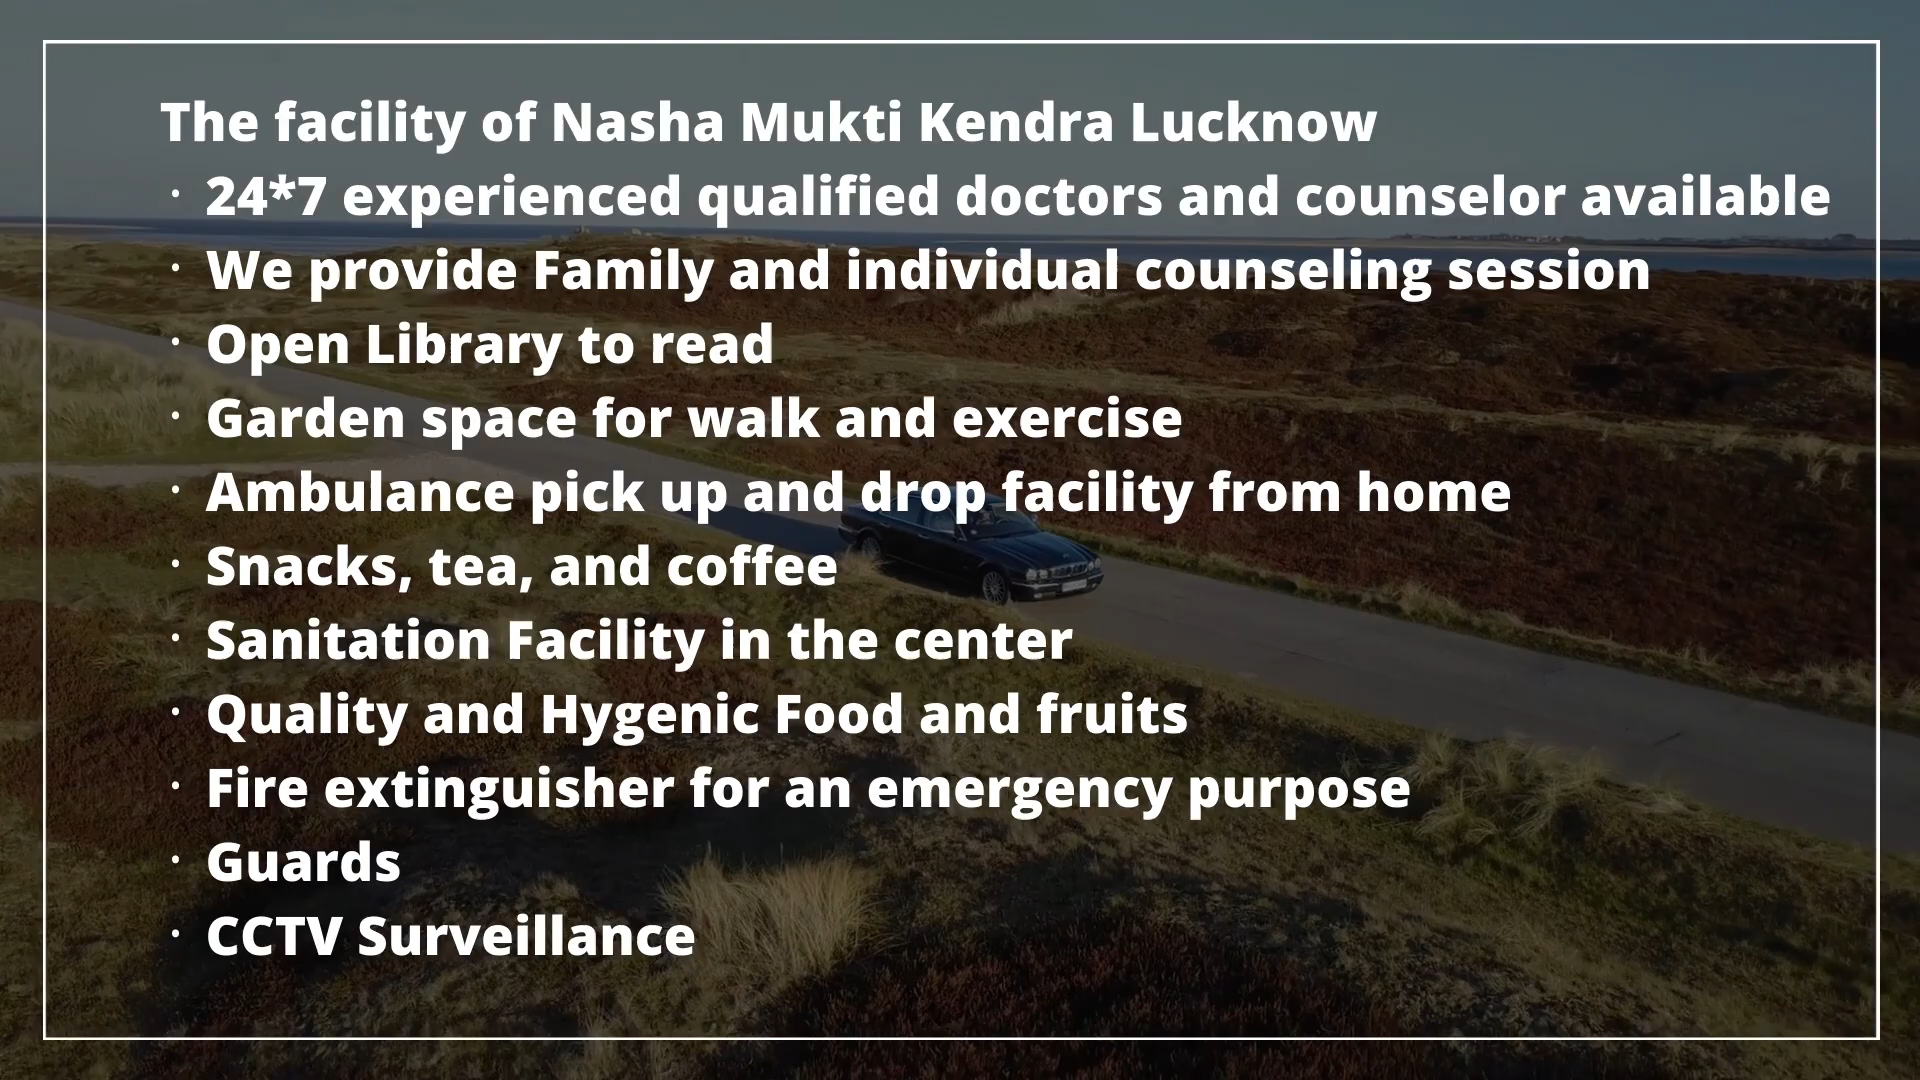 The facility of Nasha Mukti Kendra Lucknow
· 24*7 experienced qualified doctors and counselor available
· We provide Family and individual counseling session
· Open Library to read
· Garden space for walk and exercise
· Ambulance pick up and drop facility from home
· Snacks, tea, and coffee
· Sanitation Facility in the center
· Quality and Hygenic Food and fruits
· Fire extinguisher for an emergency purpose
· Guards
· CCTV Surveillance